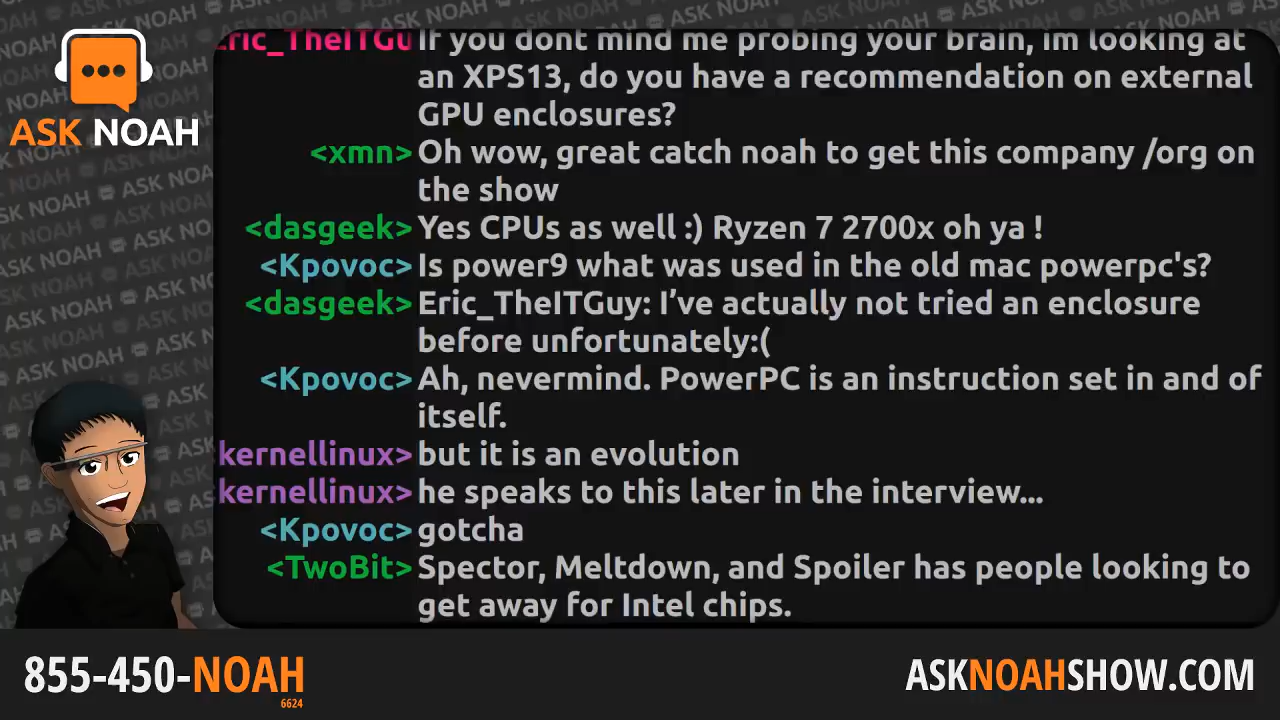 ASK NOAH
Eric_TheITGu If you dont mind me probing your brain, im looking at
an XPS13, do you have a recommendation on external
GPU enclosures?
<xmn> Oh wow, great catch noah to get this company /org on
the show
<dasgeek> Yes CPUs as well :) Ryzen 7 2700x oh ya !
<Kpovoc> Is power9 what was used in the old mac powerpc's?
<dasgeek> Eric_TheITGuy: I’ve actually not tried an enclosure
before unfortunately:(
<Kpovoc> Ah, nevermind. PowerPC is an instruction set in and of
itself.
kernellinux> but it is an evolution
kernellinux> he speaks to this later in the interview...
<Kpovoc> gotcha
<TwoBit> Spector, Meltdown, and Spoiler has people looking to
get away for Intel chips.
855-450-NOAH
6624
ASKNOAHSHOW.COM